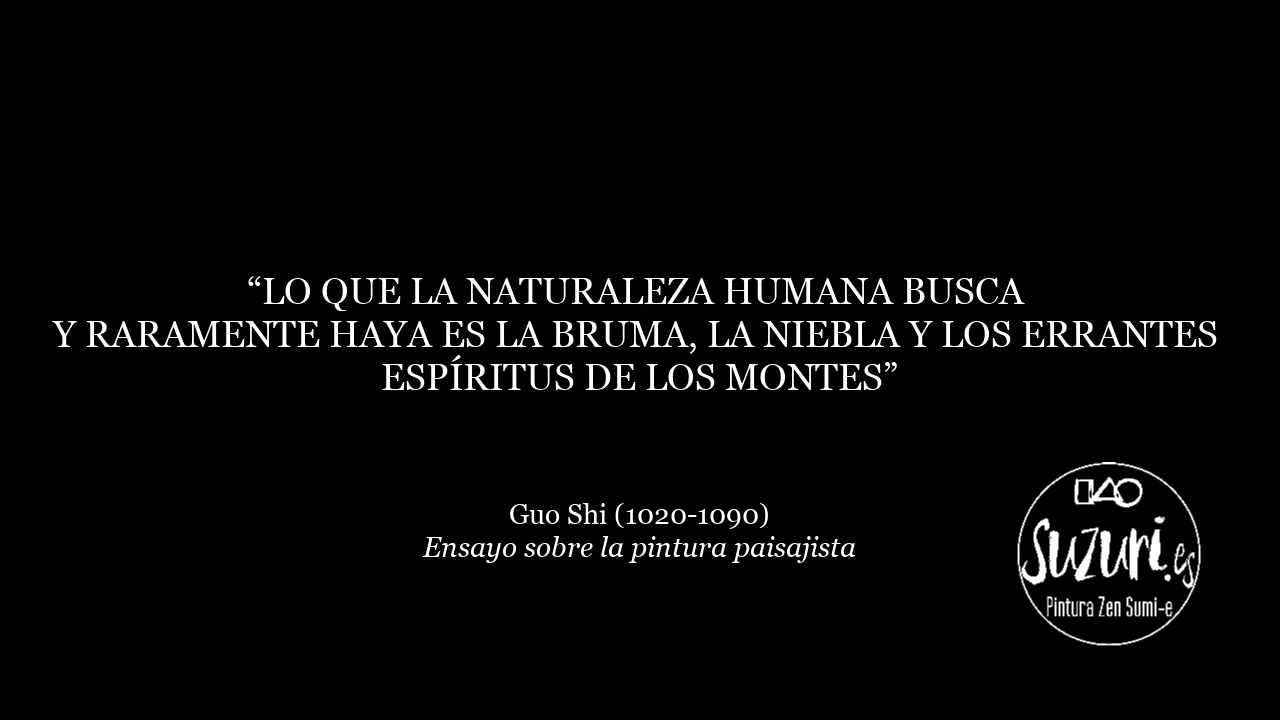 “LO QUE LA NATURALEZA HUMANA BUSCA
Y RARAMENTE HAYA ES LA BRUMA, LA NIEBLA Y LOS ERRANTES
ESPÍRITUS DE LOS MONTES”
Guo Shi (1020-1090)
Ensayo sobre la pintura paisajista
Suzuri.es
Pintura Zen Sumi-e